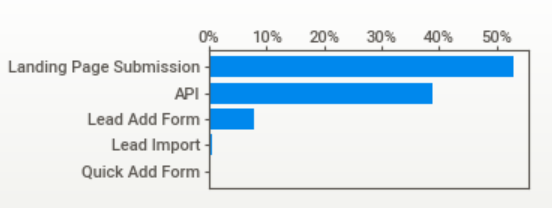 0% 10% 20% 30% 40% 50%
Landing Page Submission
API
Lead Add Form
Lead Import
Quick Add Form